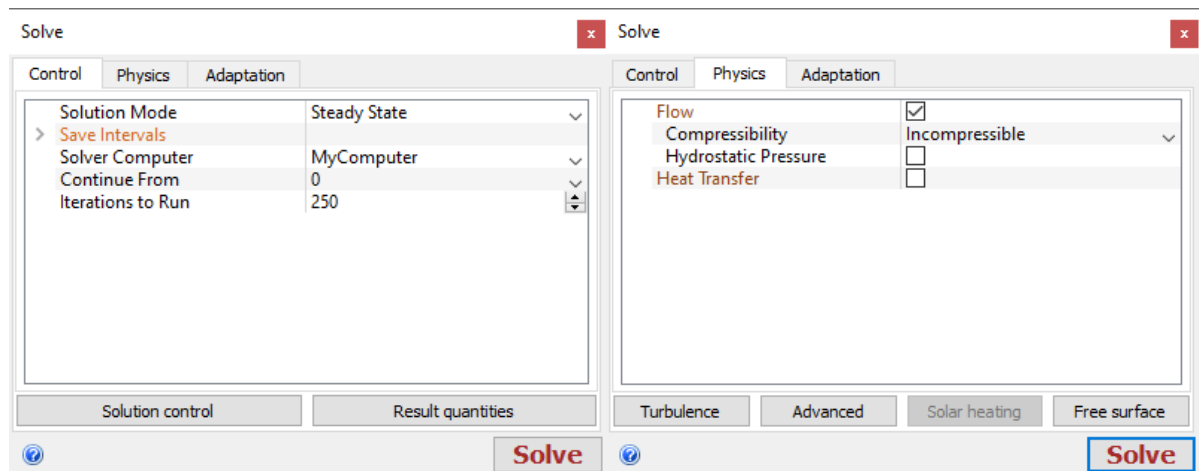 Solve
x
Control Physics Adaptation
Solution Mode Steady State
Save Intervals
Solver Computer MyComputer
Continue From 0
Iterations to Run 250
Solution control Result quantities
? Solve
Solve
x
Control Physics Adaptation
Flow
Compressibility Incompressible
Hydrostatic Pressure
Heat Transfer
Turbulence Advanced Solar heating Free surface
? Solve